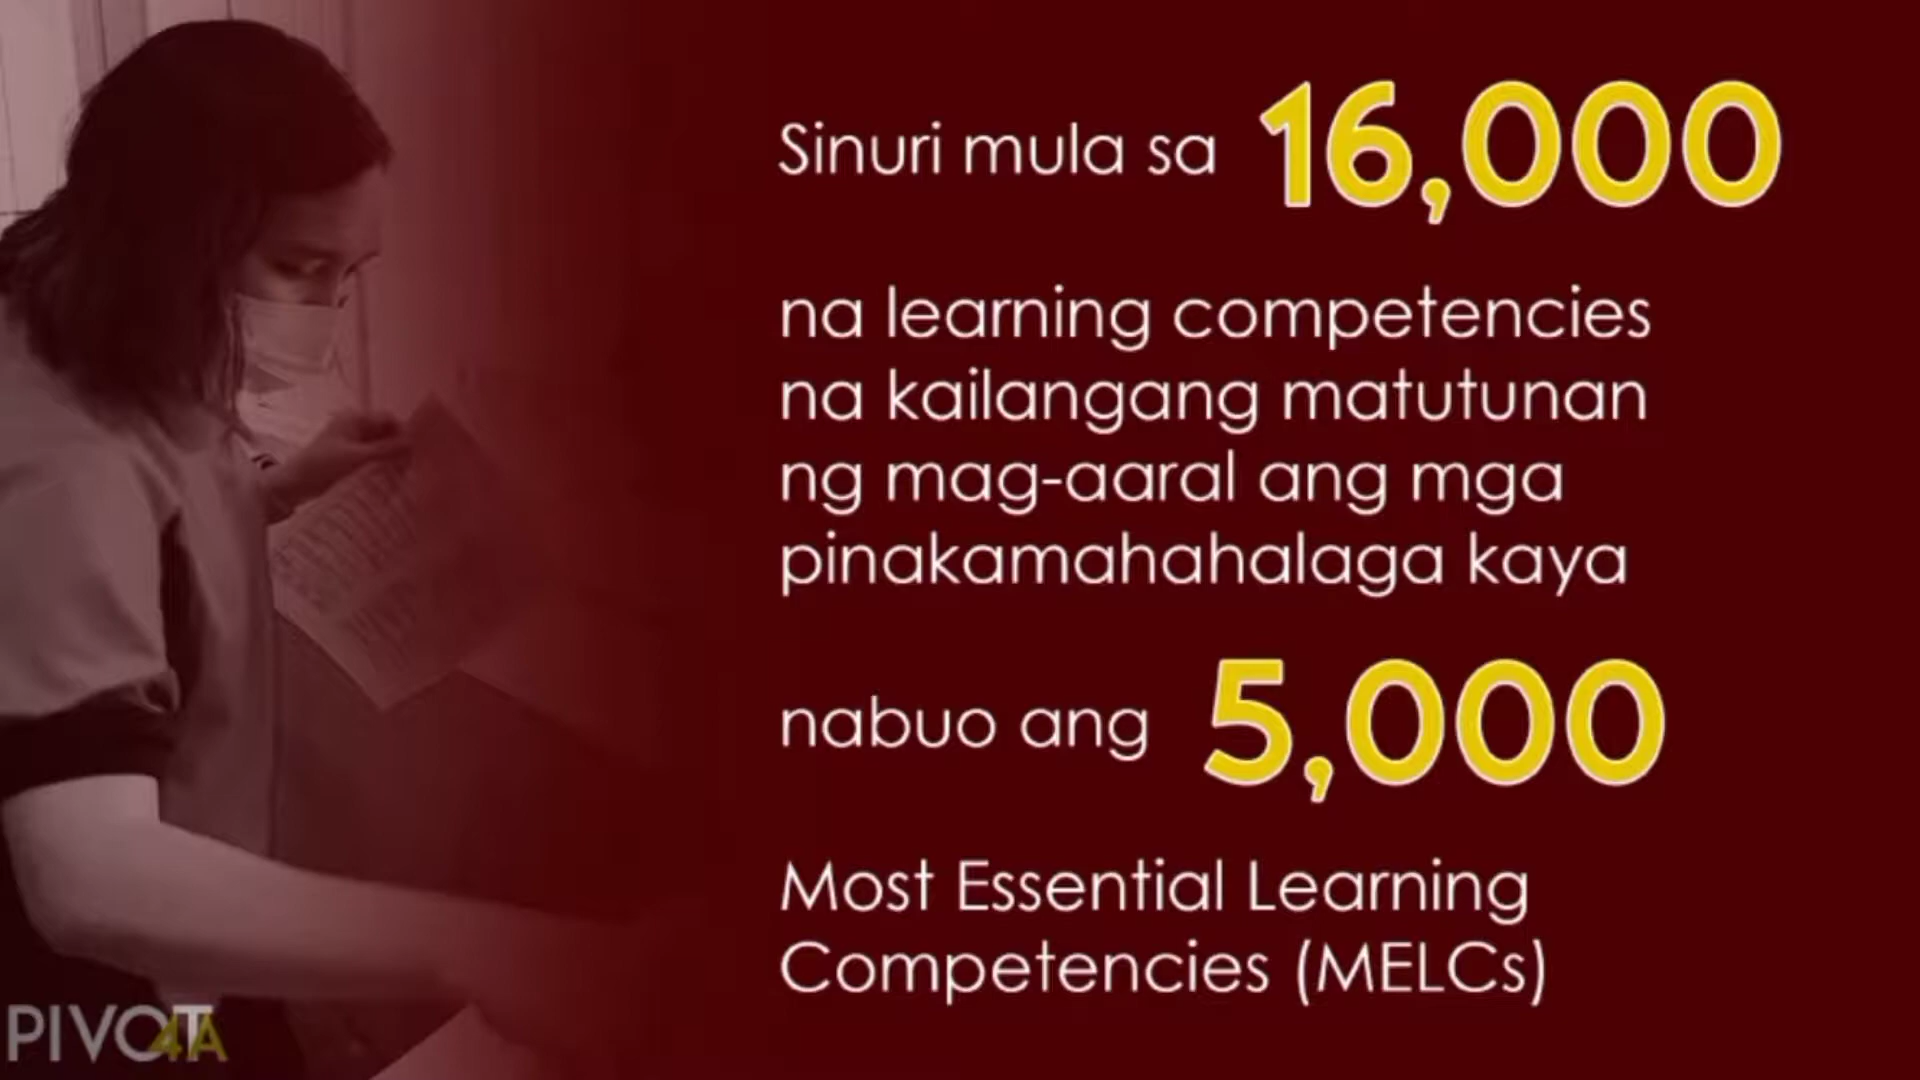 Sinuri mula sa 16,000
na learning competencies
na kailangang matutunan
ng mag-aaral ang mga
pinakamahahalaga kaya
nabuo ang 5,000
Most Essential Learning
Competencies (MELCs)
PIVOT 4A